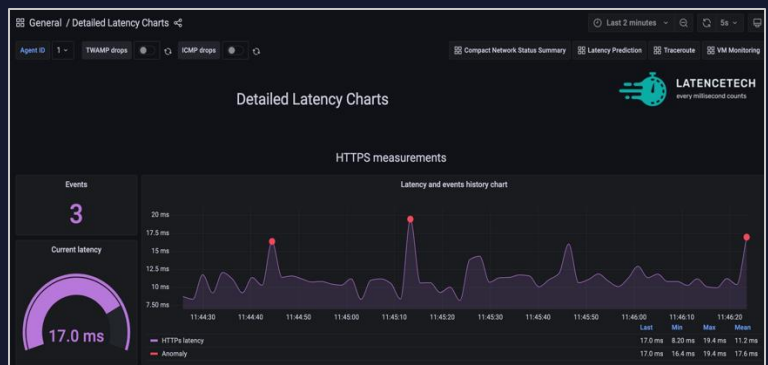 General / Detailed Latency Charts
Last 2 minutes
5s
Agent ID 1 TWAMP drops ICMP drops
Compact Network Status Summary Latency Prediction Traceroute VM Monitoring
LATENCETECH
every millisecond counts
Detailed Latency Charts
HTTPS measurements
Events
3
Current latency
17.0 ms
Latency and events history chart
20 ms
17.5 ms
15 ms
12.5 ms
10 ms
7.50 ms
11:44:30 11:44:40 11:44:50 11:45:00 11:45:10 11:45:20 11:45:30 11:45:40 11:45:50 11:46:00 11:46:10 11:46:20
Last Min Max Mean
HTTPs latency 17.0 ms 8.20 ms 19.4 ms 11.2 ms
Anomaly 17.0 ms 16.4 ms 19.4 ms 17.6 ms